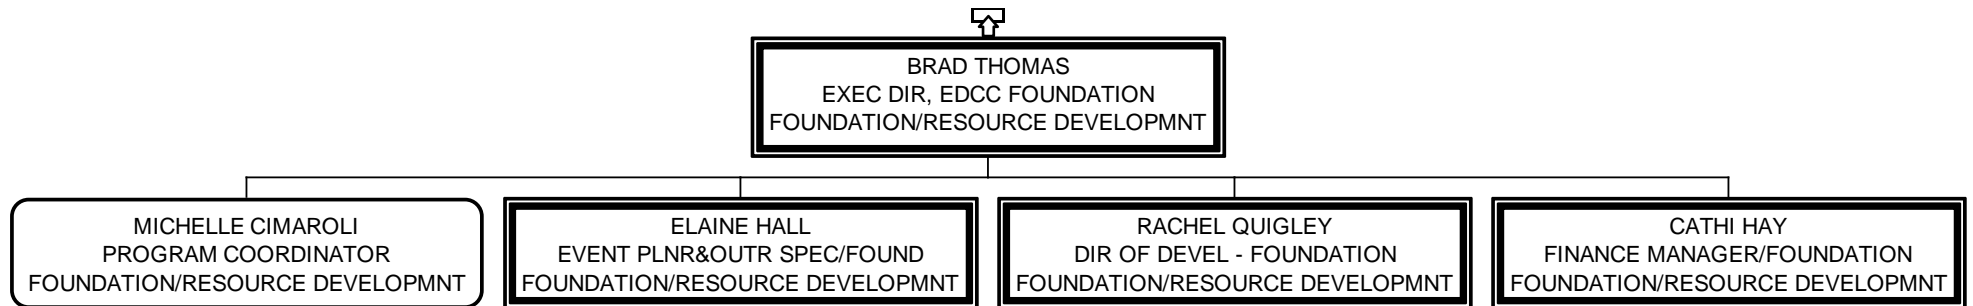 BRAD THOMAS
EXEC DIR, EDCC FOUNDATION
FOUNDATION/RESOURCE DEVELOPMNT
MICHELLE CIMAROLI
PROGRAM COORDINATOR
FOUNDATION/RESOURCE DEVELOPMNT
ELAINE HALL
EVENT PLNR&OUTR SPEC/FOUND
FOUNDATION/RESOURCE DEVELOPMNT
RACHEL QUIGLEY
DIR OF DEVEL - FOUNDATION
FOUNDATION/RESOURCE DEVELOPMNT
CATHI HAY
FINANCE MANAGER/FOUNDATION
FOUNDATION/RESOURCE DEVELOPMNT